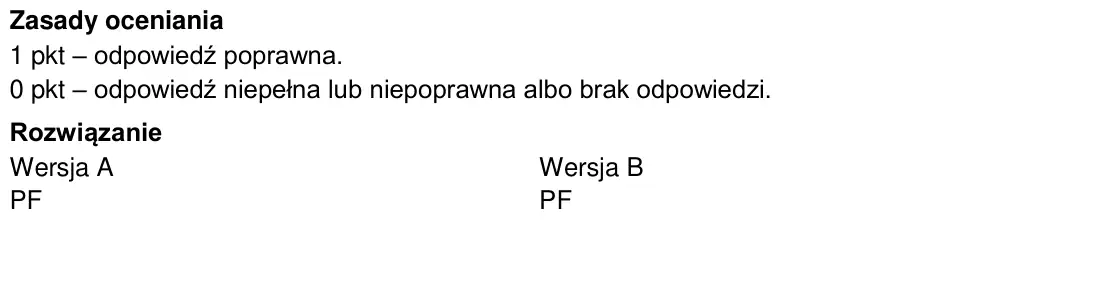 Zasady oceniania
1 pkt – odpowiedź poprawna.
0 pkt – odpowiedź niepełna lub niepoprawna albo brak odpowiedzi.
Rozwiązanie
Wersja A Wersja B
PF PF